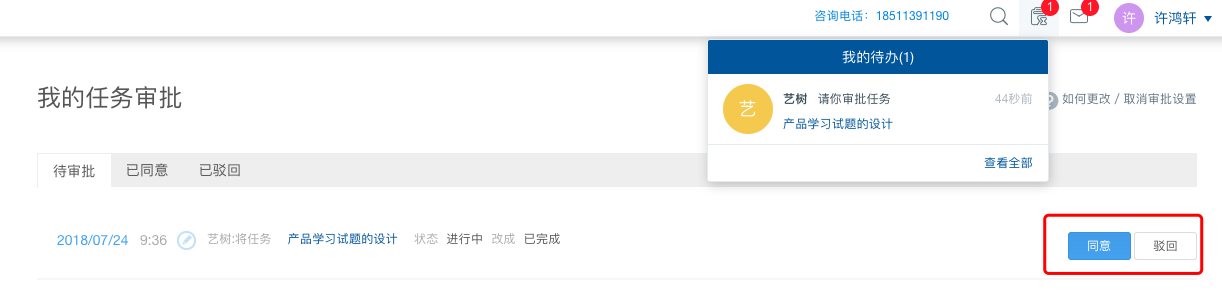 咨询电话：18511391190 1 1 许 许鸿轩
我的待办(1)
艺 艺树 请你审批任务 44秒前
产品学习试题的设计
查看全部
我的任务审批
? 如何更改 / 取消审批设置
待审批 已同意 已驳回
2018/07/24 9:36 艺树:将任务 产品学习试题的设计 状态 进行中 改成 已完成 同意 驳回